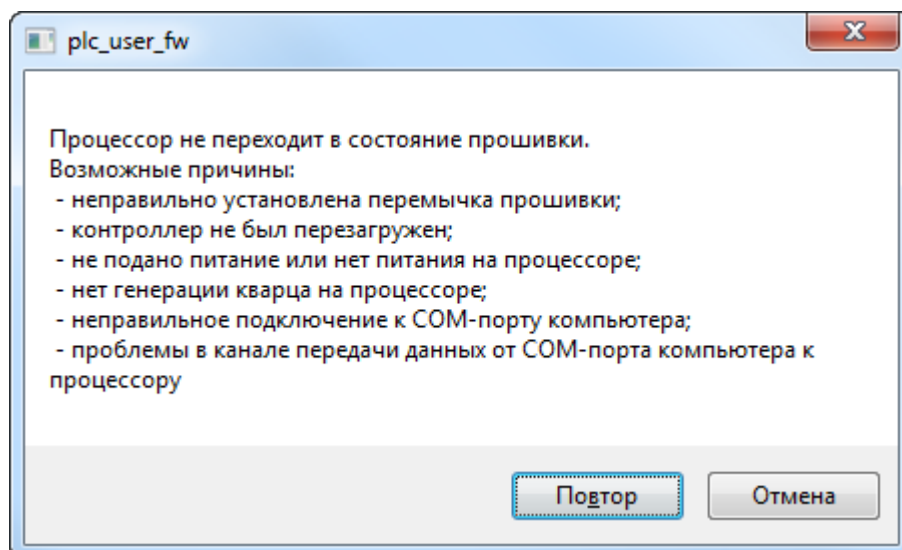 plc_user_fw
Процессор не переходит в состояние прошивки.
Возможные причины:
- неправильно установлена перемычка прошивки;
- контроллер не был перезагружен;
- не подано питание или нет питания на процессоре;
- нет генерации кварца на процессоре;
- неправильное подключение к COM-порту компьютера;
- проблемы в канале передачи данных от COM-порта компьютера к
процессору
Повтор
Отмена